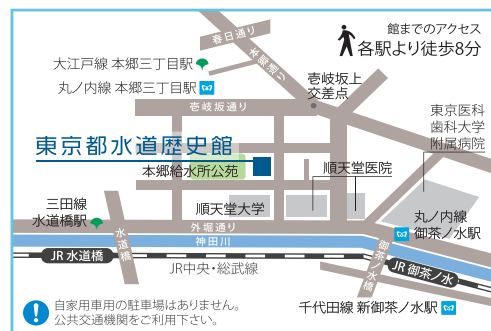 春日通り
館までのアクセス
各駅より徒歩8分
大江戸線 本郷三丁目駅
本郷通り
丸ノ内線 本郷三丁目駅
壱岐坂上
交差点
壱岐坂通り
東京医科
歯科大学
附属病院
東京都水道歴史館
本郷給水所公苑
順天堂医院
三田線
水道橋駅
順天堂大学
丸ノ内線
御茶ノ水駅
外堀通り
神田川
水道橋
御茶ノ水橋
JR 水道橋
JR中央・総武線
JR 御茶ノ水
自家用車用の駐車場はありません。
公共交通機関をご利用下さい。
千代田線 新御茶ノ水駅